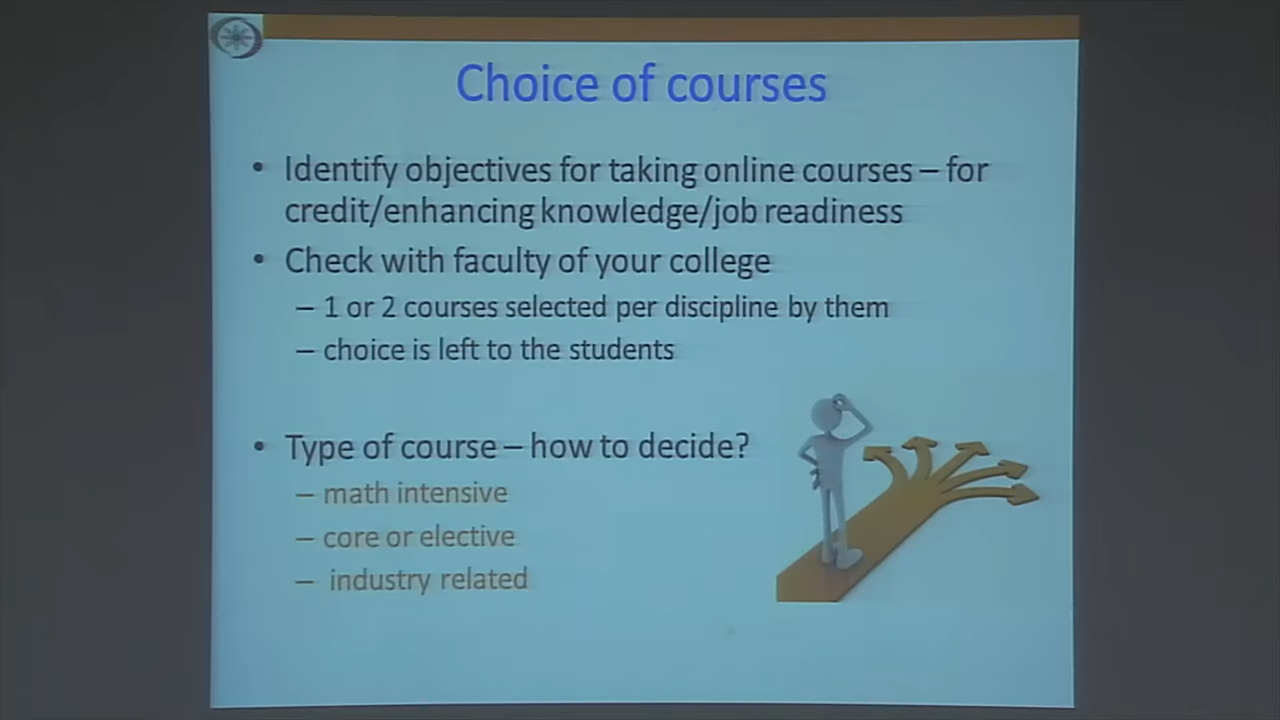 Choice of courses
• Identify objectives for taking online courses – for
credit/enhancing knowledge/job readiness
• Check with faculty of your college
– 1 or 2 courses selected per discipline by them
– choice is left to the students
• Type of course – how to decide?
– math intensive
– core or elective
– industry related